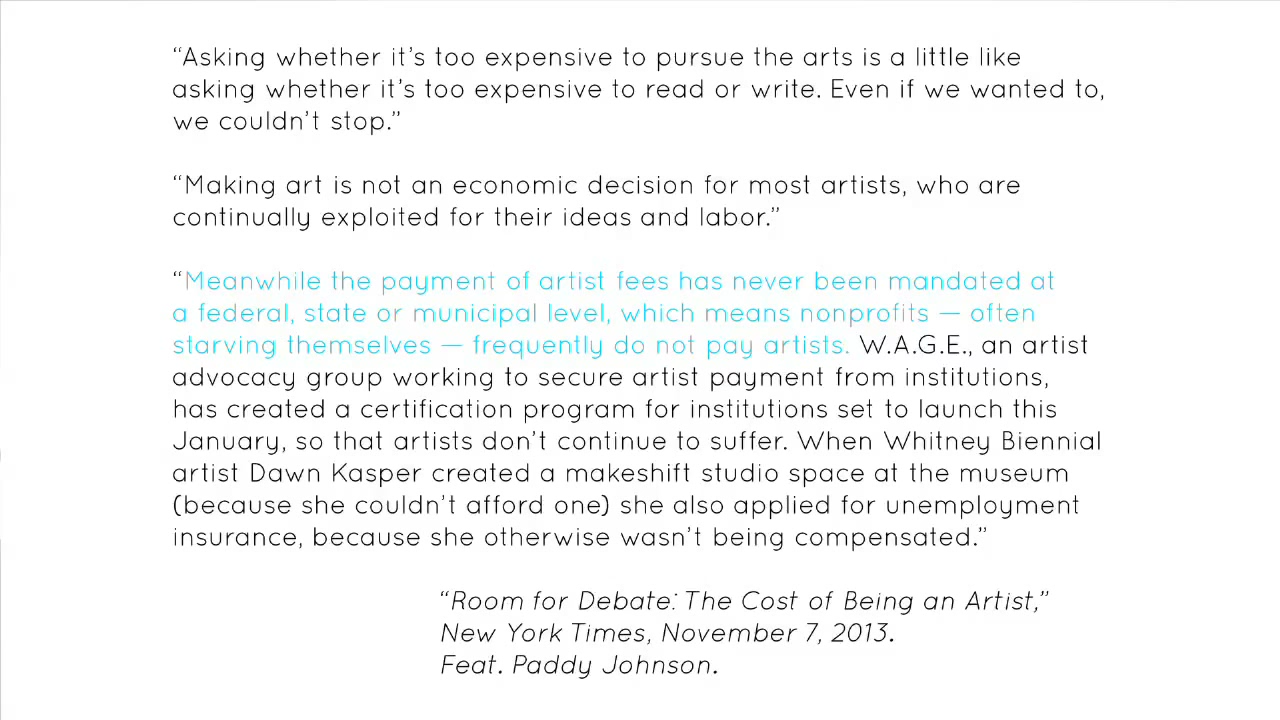 “Asking whether it’s too expensive to pursue the arts is a little like
asking whether it’s too expensive to read or write. Even if we wanted to,
we couldn’t stop.”
“Making art is not an economic decision for most artists, who are
continually exploited for their ideas and labor.”
“Meanwhile the payment of artist fees has never been mandated at
a federal, state or municipal level, which means nonprofits — often
starving themselves — frequently do not pay artists. W.A.G.E., an artist
advocacy group working to secure artist payment from institutions,
has created a certification program for institutions set to launch this
January, so that artists don’t continue to suffer. When Whitney Biennial
artist Dawn Kasper created a makeshift studio space at the museum
(because she couldn’t afford one) she also applied for unemployment
insurance, because she otherwise wasn’t being compensated.”
“Room for Debate: The Cost of Being an Artist,”
New York Times, November 7, 2013.
Feat. Paddy Johnson.